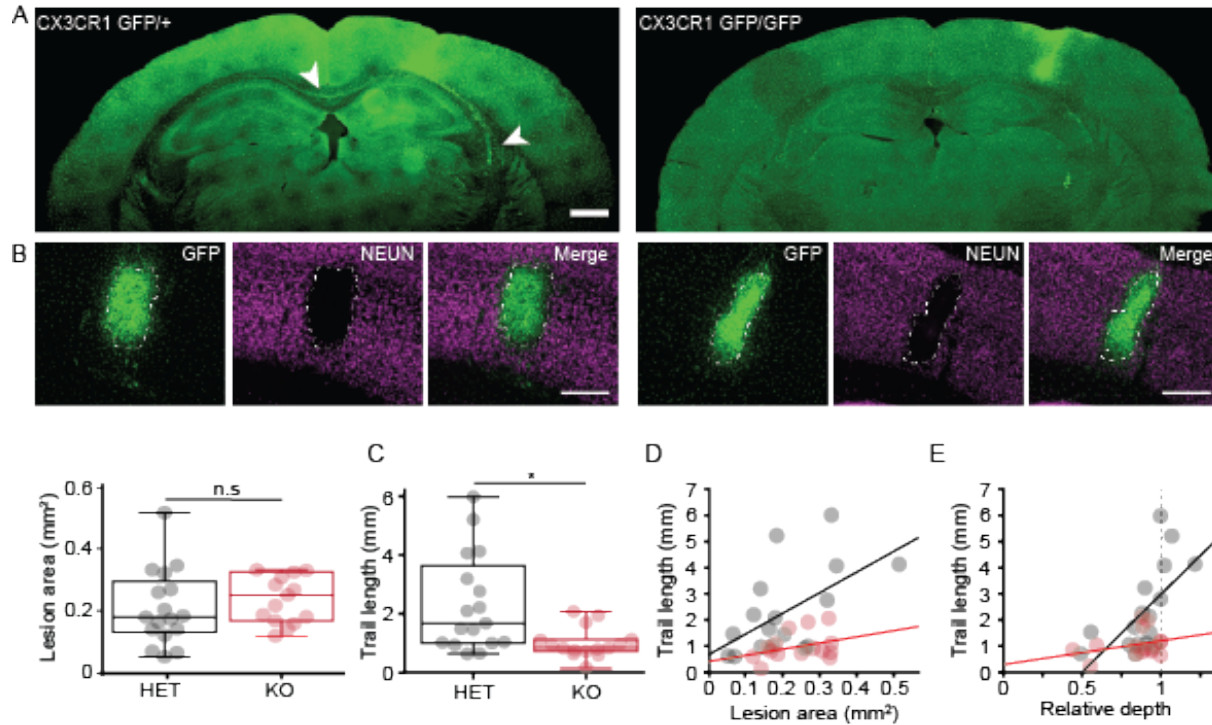 A
CX3CR1 GFP/+
CX3CR1 GFP/GFP
B
GFP
NEUN
Merge
GFP
NEUN
Merge
Lesion area (mm²)
0.6
0.4
0.2
0
n.s
HET
KO
C
Trail length (mm)
6
4
2
0
*
HET
KO
D
Trail length (mm)
7
6
5
4
3
2
1
0
0 0.1 0.2 0.3 0.4 0.5
Lesion area (mm²)
E
Trail length (mm)
7
6
5
4
3
2
1
0
0 0.5 1
Relative depth